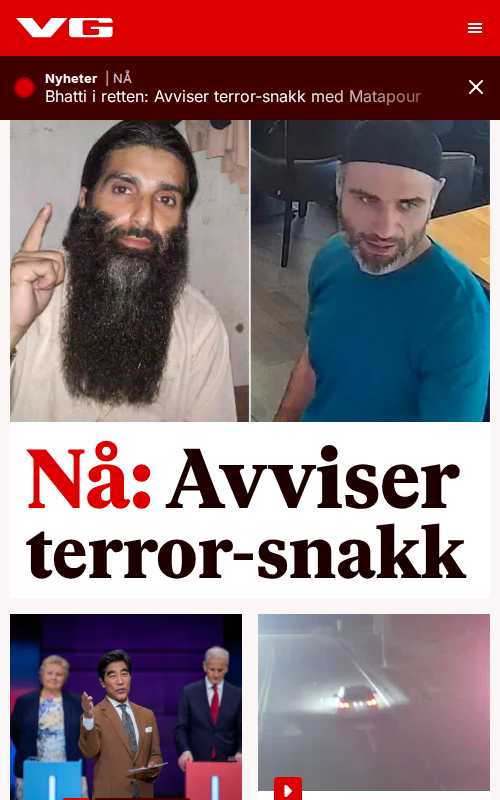 VG
Nyheter | NÅ
Bhatti i retten: Avviser terror-snakk med Matapour
Nå: Avviser
terror-snakk